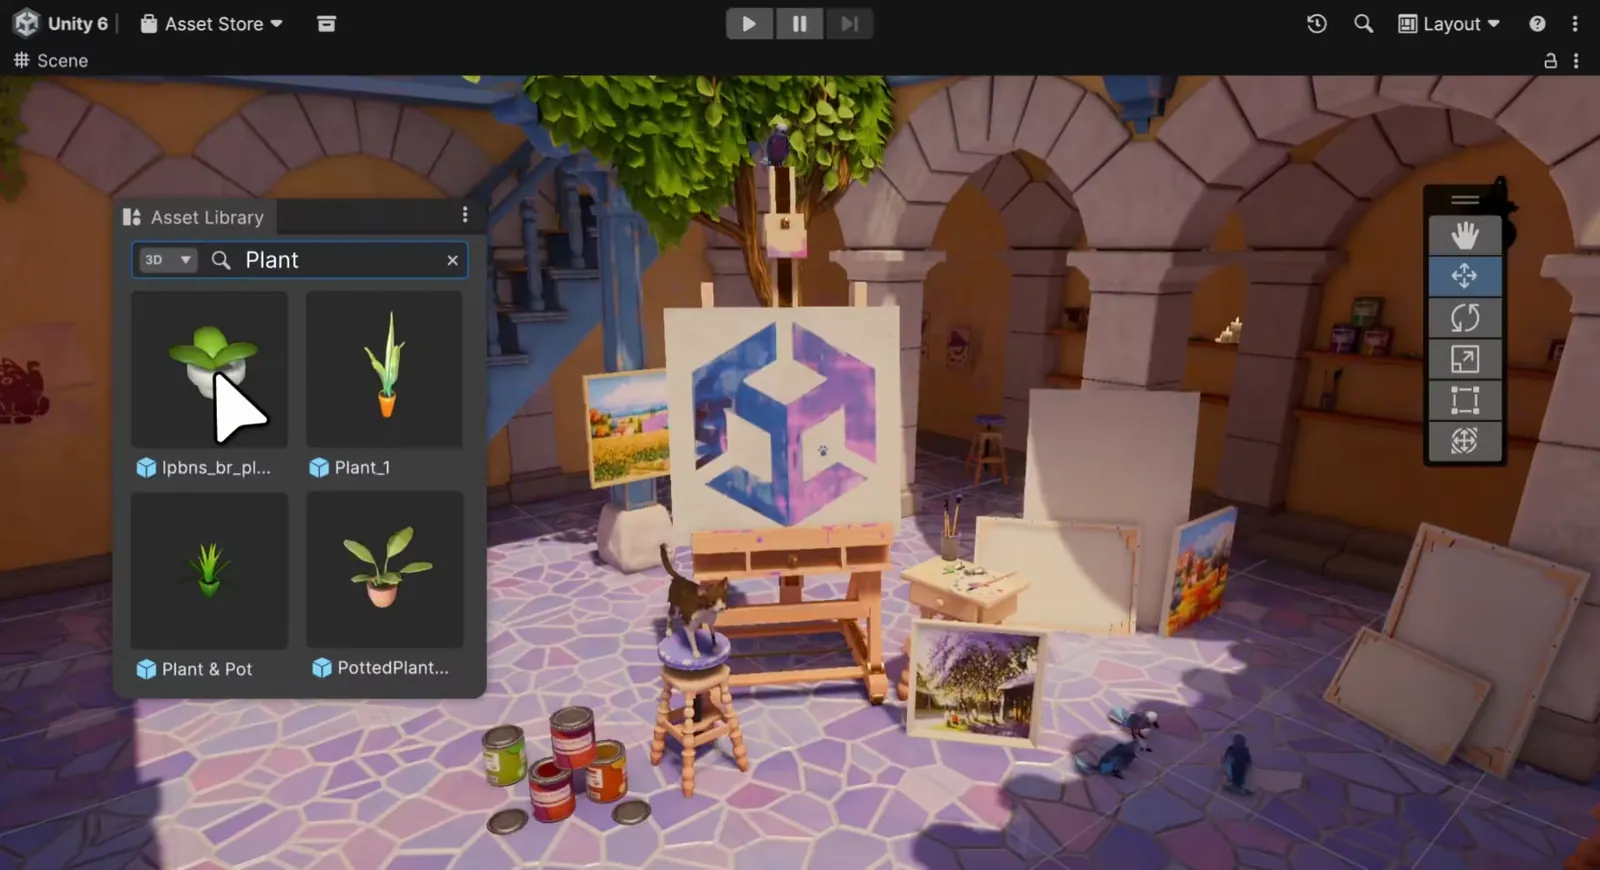 Unity 6
Asset Store
Layout
Scene
Asset Library
3D
Plant
lpbns_br_pl...
Plant_1
Plant & Pot
PottedPlant...